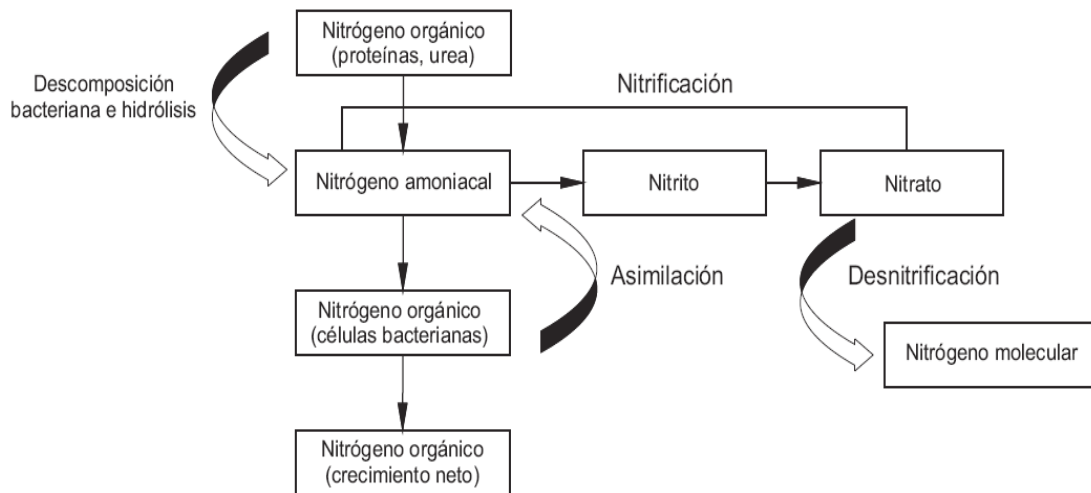 Nitrógeno orgánico
(proteínas, urea)
Descomposición
bacteriana e hidrólisis
Nitrificación
Nitrógeno amoniacal
Nitrito
Nitrato
Asimilación
Desnitrificación
Nitrógeno orgánico
(células bacterianas)
Nitrógeno molecular
Nitrógeno orgánico
(crecimiento neto)